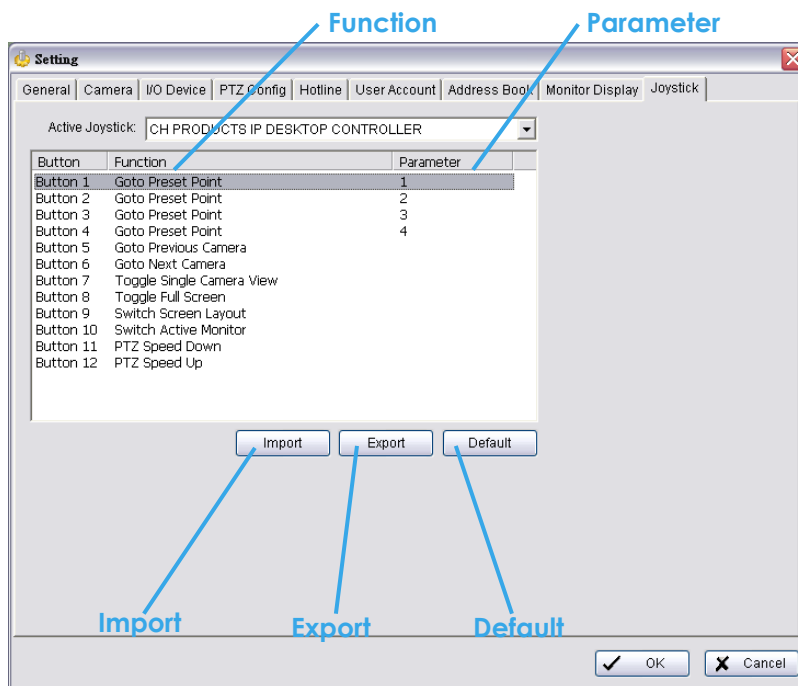 Function Parameter
Setting
General Camera I/O Device PTZ Config Hotline User Account Address Book Monitor Display Joystick
Active Joystick: CH PRODUCTS IP DESKTOP CONTROLLER
Button Function Parameter
Button 1 Goto Preset Point 1
Button 2 Goto Preset Point 2
Button 3 Goto Preset Point 3
Button 4 Goto Preset Point 4
Button 5 Goto Previous Camera
Button 6 Goto Next Camera
Button 7 Toggle Single Camera View
Button 8 Toggle Full Screen
Button 9 Switch Screen Layout
Button 10 Switch Active Monitor
Button 11 PTZ Speed Down
Button 12 PTZ Speed Up
Import Export Default
Import Export Default
OK Cancel